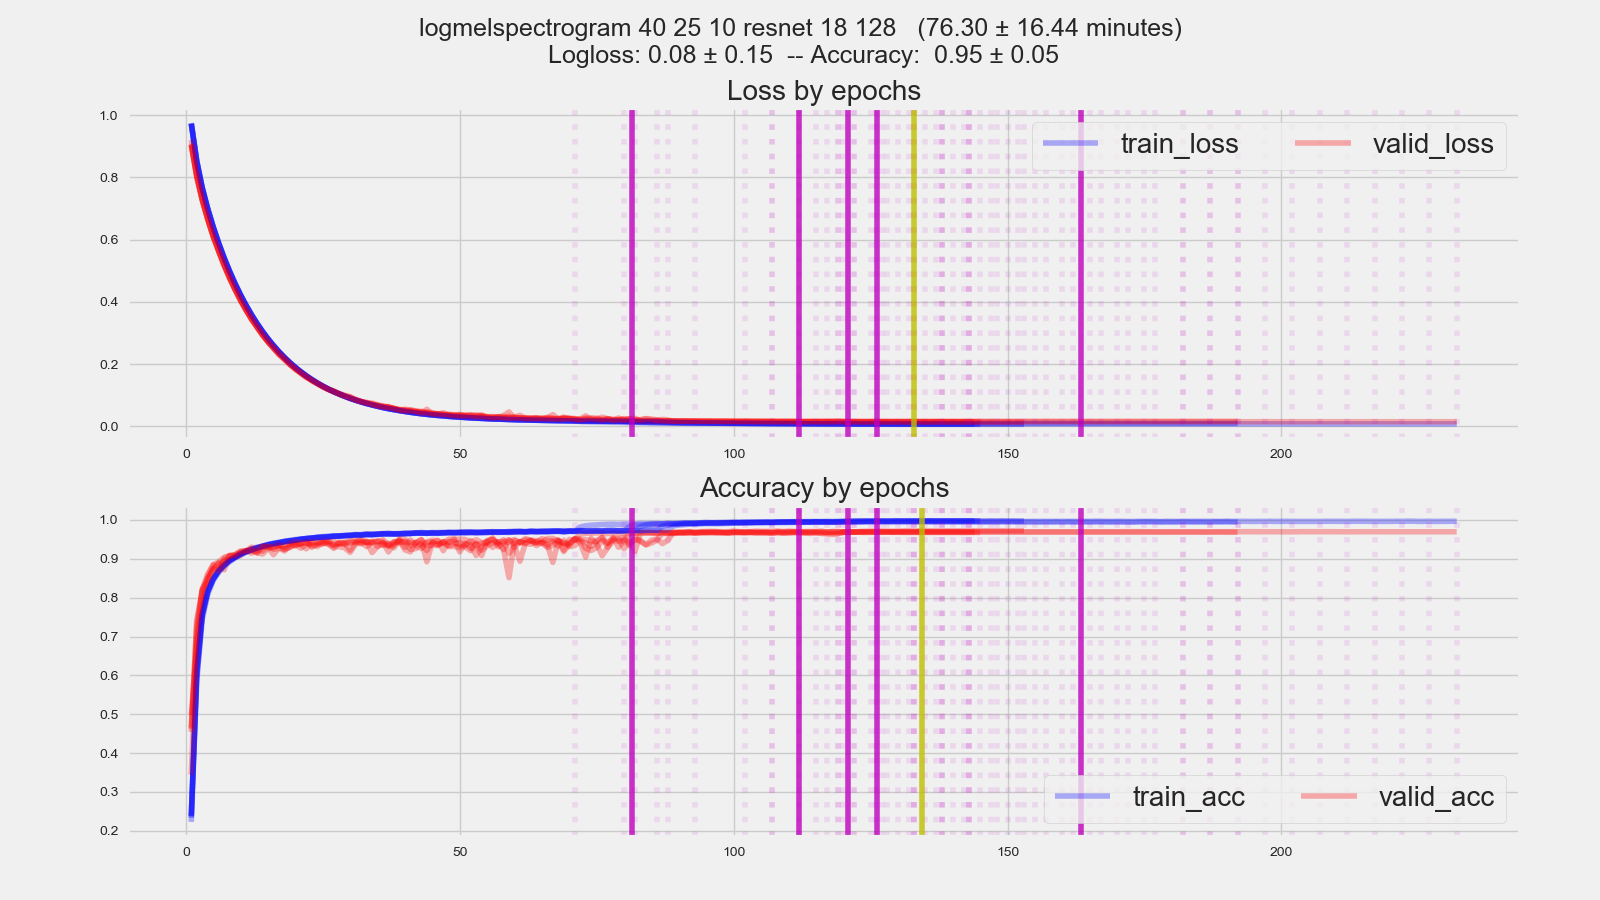 logmelspectrogram 40 25 10 resnet 18 128 (76.30 ± 16.44 minutes)
Logloss: 0.08 ± 0.15 -- Accuracy: 0.95 ± 0.05
Loss by epochs
1.0
0.8
0.6
0.4
0.2
0.0
train_loss valid_loss
0 50 100 150 200
Accuracy by epochs
1.0
0.9
0.8
0.7
0.6
0.5
0.4
0.3
0.2
train_acc valid_acc
0 50 100 150 200